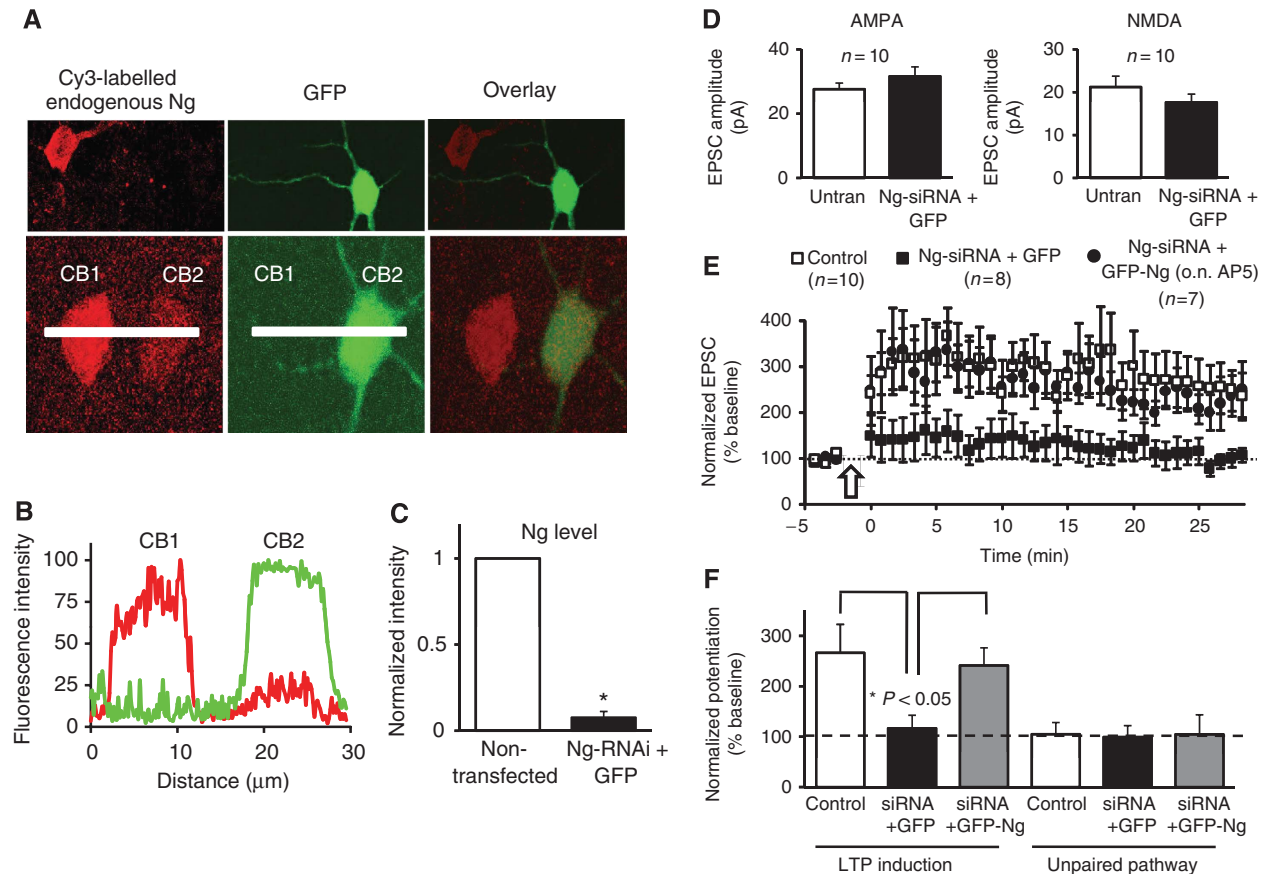 A
Cy3-labelled
endogenous Ng
GFP
Overlay
CB1
CB2
CB1
CB2
B
CB1
CB2
Fluorescence intensity
100
75
50
25
0
0
10
20
30
Distance (μm)
C
Ng level
Normalized intensity
1
0.5
0
*
Non-
transfected
Ng-RNAi +
GFP
D
AMPA
n = 10
EPSC amplitude
(pA)
40
20
0
Untran
Ng-siRNA +
GFP
NMDA
n = 10
EPSC amplitude
(pA)
30
20
10
0
Untran
Ng-siRNA +
GFP
E
Control
(n=10)
Ng-siRNA + GFP
(n=8)
Ng-siRNA +
GFP-Ng (o.n. AP5)
(n=7)
Normalized EPSC
(% baseline)
400
300
200
100
0
−5
0
5
10
15
20
25
Time (min)
F
Normalized potentiation
(% baseline)
300
200
100
0
* P < 0.05
Control
siRNA
+GFP
siRNA
+GFP-Ng
Control
siRNA
+GFP
siRNA
+GFP-Ng
LTP induction
Unpaired pathway